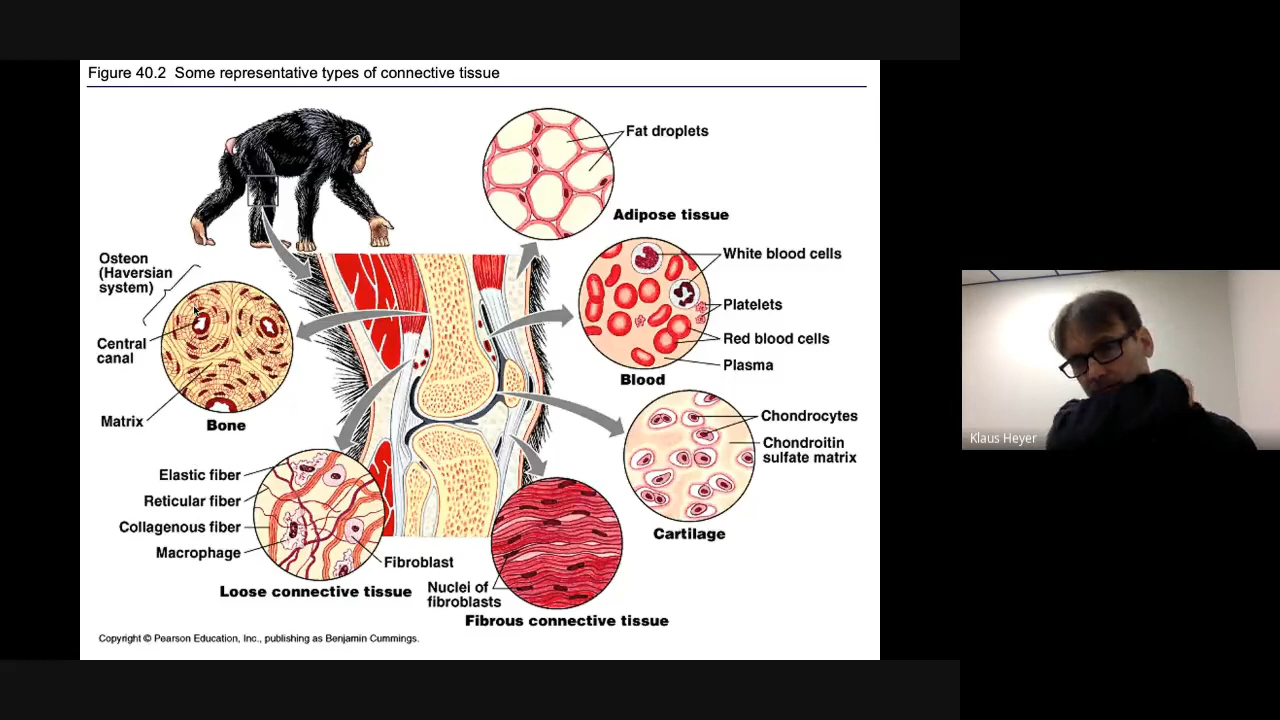 Figure 40.2 Some representative types of connective tissue
Fat droplets
Adipose tissue
White blood cells
Platelets
Red blood cells
Plasma
Blood
Osteon
(Haversian
system)
Central
canal
Matrix
Bone
Chondrocytes
Chondroitin
sulfate matrix
Cartilage
Elastic fiber
Reticular fiber
Collagenous fiber
Macrophage
Fibroblast
Loose connective tissue
Nuclei of
fibroblasts
Fibrous connective tissue
Copyright © Pearson Education, Inc., publishing as Benjamin Cummings.
Klaus Heyer